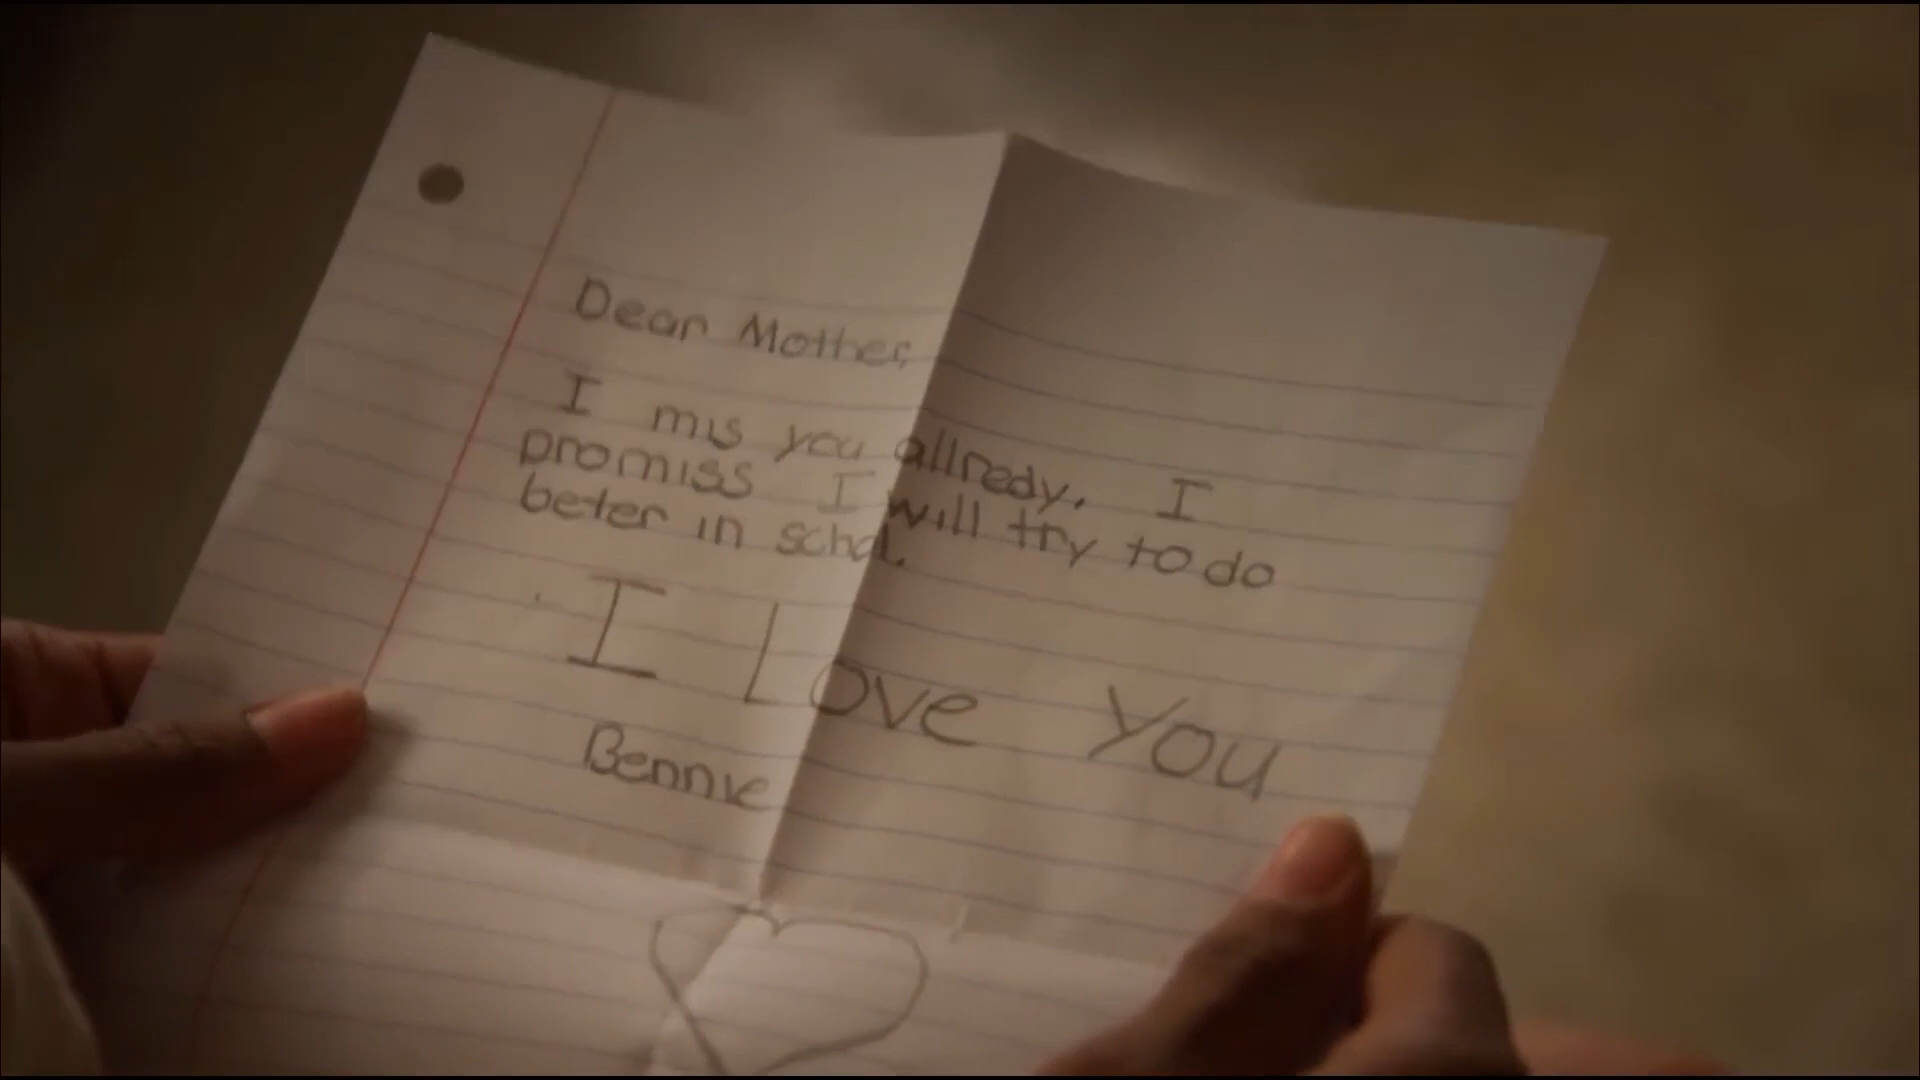 Dear Mother,
I mis you allredy. I
promiss I will try to do
beter in schol.
I Love You
Bennie